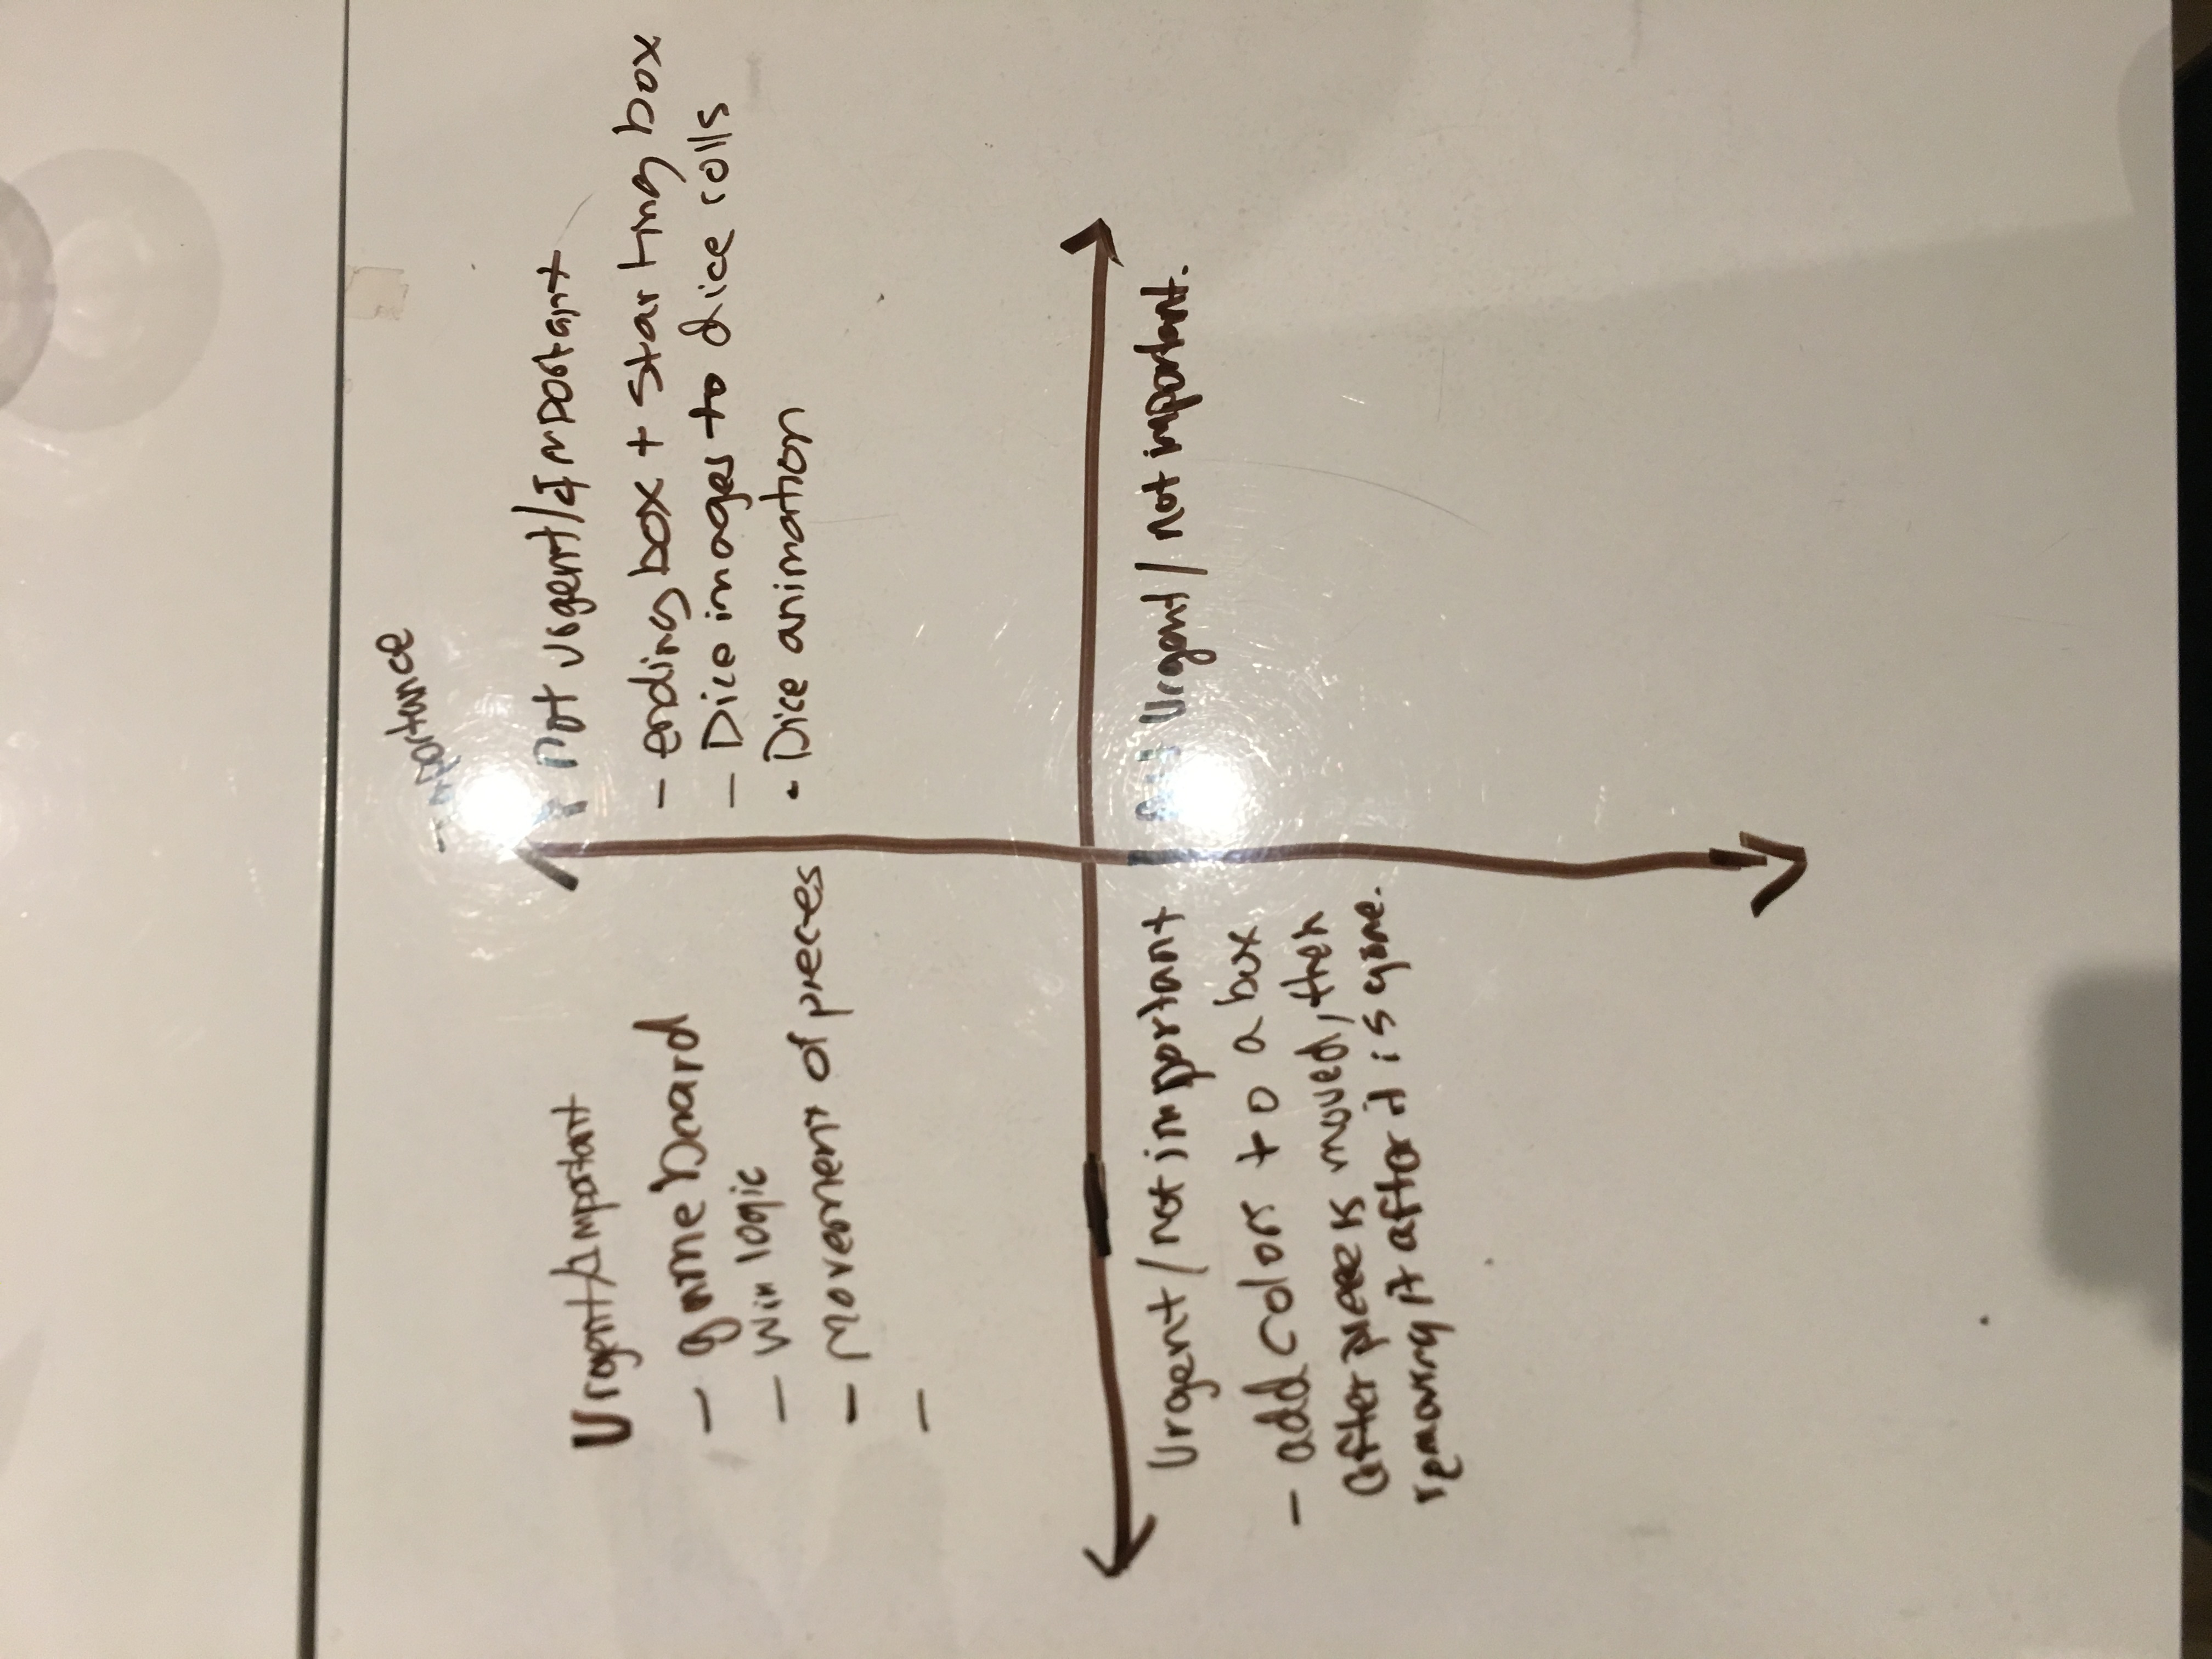 Importance
Urgent/Important
- game board
- Win logic
- Movement of pieces
-
not urgent/Important
- ending box + starting box
- Dice images to dice rolls
- Dice animation
Urgent/not important
- add colors to a box
after piece is moved, then
removing it after it is gone.
Not Urgent/not important.